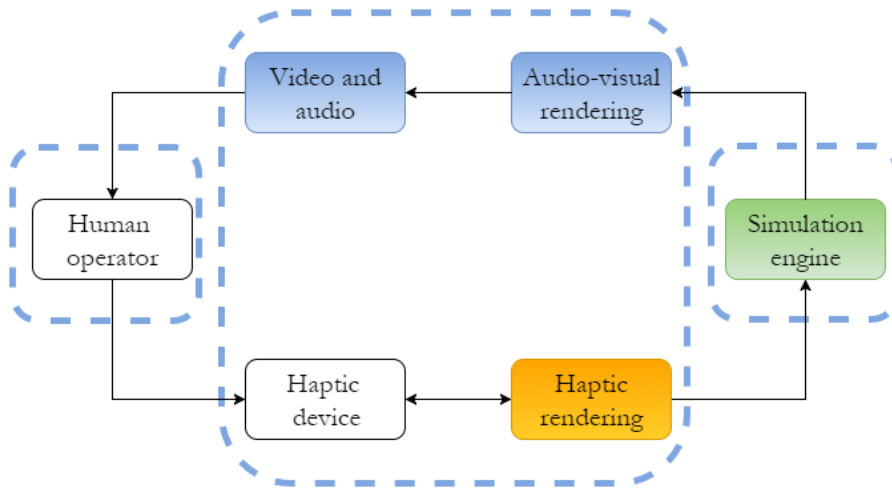 Video and
audio
Audio-visual
rendering
Human
operator
Simulation
engine
Haptic
device
Haptic
rendering